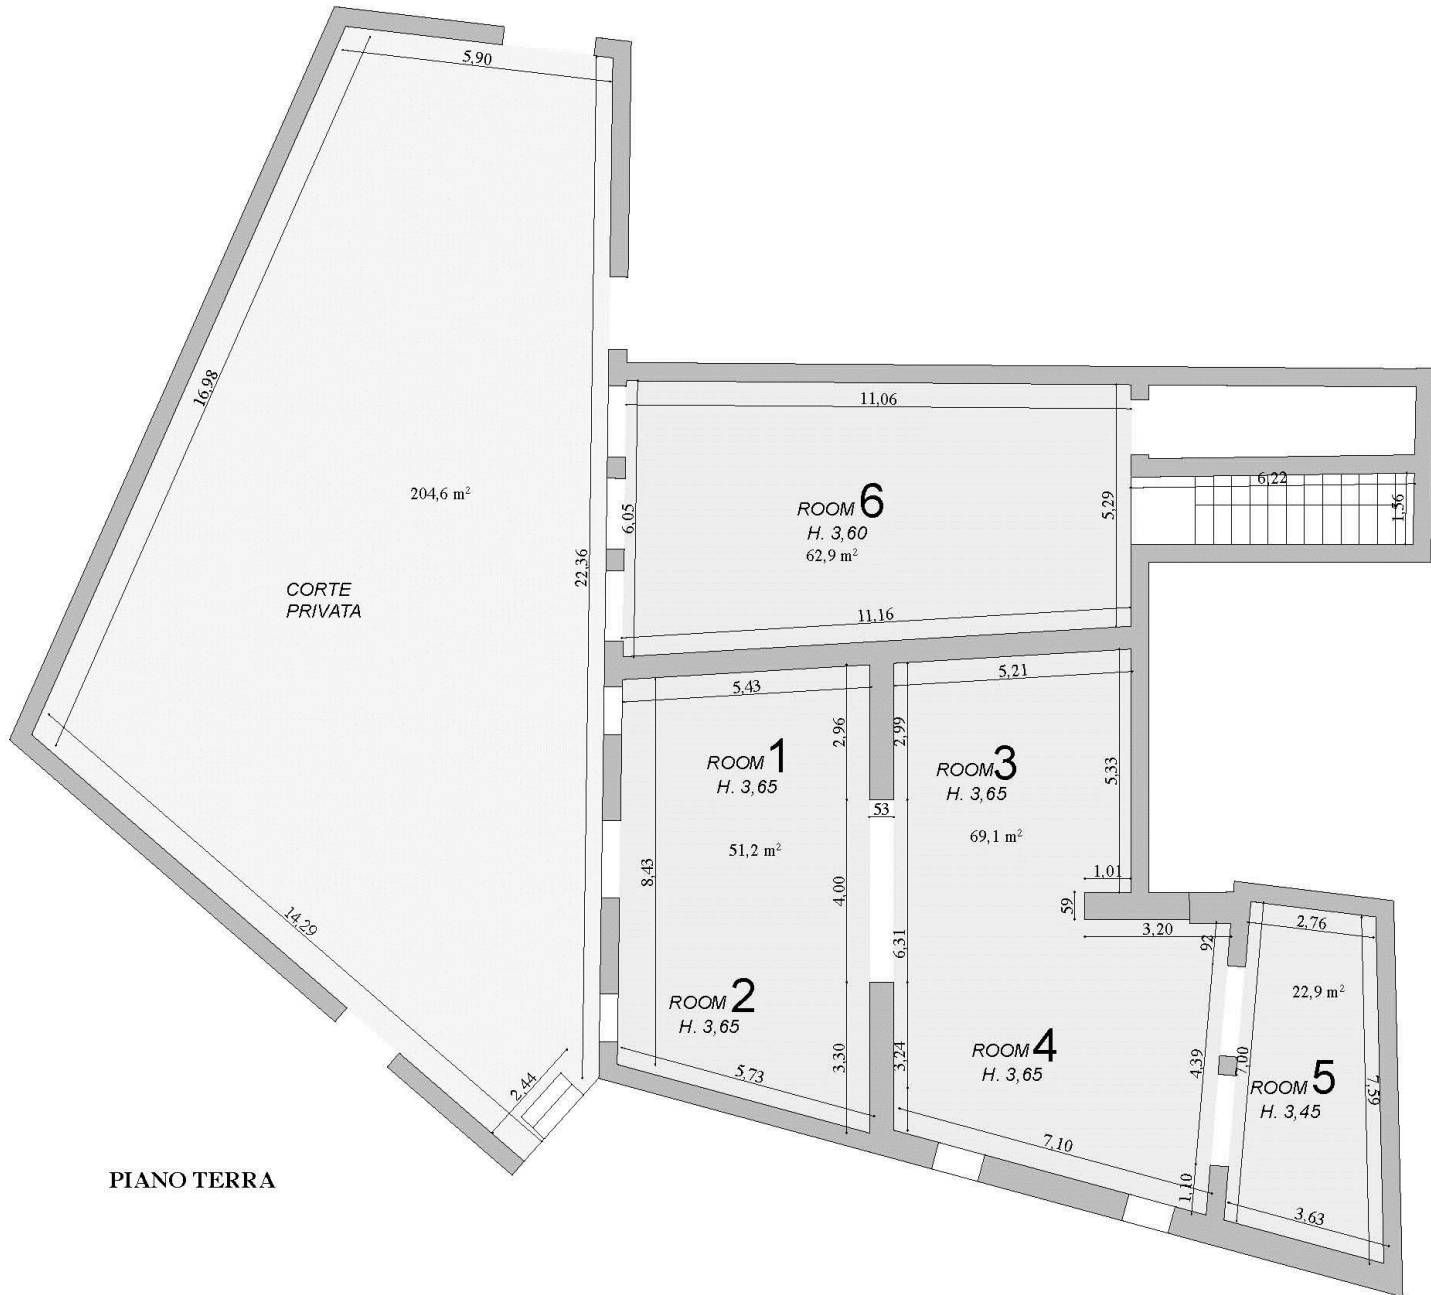 5,90
16,98
204,6 m²
CORTE
PRIVATA
22,36
14,29
2,44
11,06
6,05
ROOM 6
H. 3,60
62,9 m²
5,29
11,16
6,22
1,56
5,43
2,96
ROOM 1
H. 3,65
51,2 m²
8,43
4,00
53
ROOM 2
H. 3,65
3,30
5,73
5,21
2,99
ROOM 3
H. 3,65
69,1 m²
5,33
1,01
59
3,20
92
6,31
3,24
ROOM 4
H. 3,65
4,39
7,10
1,10
2,76
22,9 m²
7,00
ROOM 5
H. 3,45
7,59
3,63
PIANO TERRA